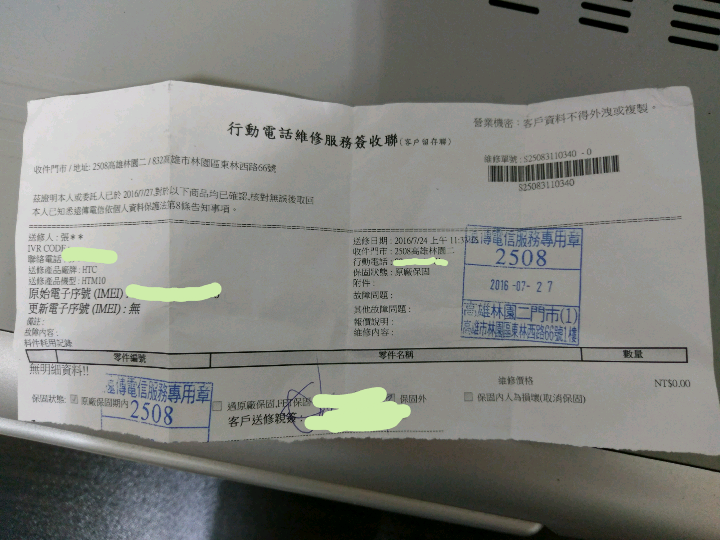 營業機密：客戶資料不得外洩或複製。
行動電話維修服務簽收聯(客戶留存聯)
收件門市 / 地址: 2508高雄林園二 / 832高雄市林園區東林西路66號
維修單號 : S25083110340 - 0
S25083110340
茲證明本人或委託人已於 2016/7/27,對於以下商品均已確認,核對無誤後取回
本人已知悉遠傳電信依個人資料保護法第8條告知事項。
送修人 : 張＊＊
IVR CODE
聯絡電話
送修產品廠牌 : HTC
送修產品機型 : HTM10
原始電子序號 (IMEI) :
更新電子序號 (IMEI) : 無
備註 :
故障內容 :
料件耗用記錄
送修日期 : 2016/7/24 上午 11:
收件門市 : 2508高雄林園二
行動電話 :
保固狀態 : 原廠保固
附件 :
故障問題 :
其他故障問題 :
報價說明 :
維修內容 :
遠傳電信服務專用章
2508
2016 -07- 27
高雄林園二門市(1)
高雄市林園區東林西路66號1樓
零件編號 零件名稱 數量
無明細資料!!
維修價格 NT$0.00
保固狀態: 原廠保固期內 過原廠保固, 保固 保固外 保固內人為損壞(取消保固)
遠傳電信服務專用章
2508
客戶送修親簽 :